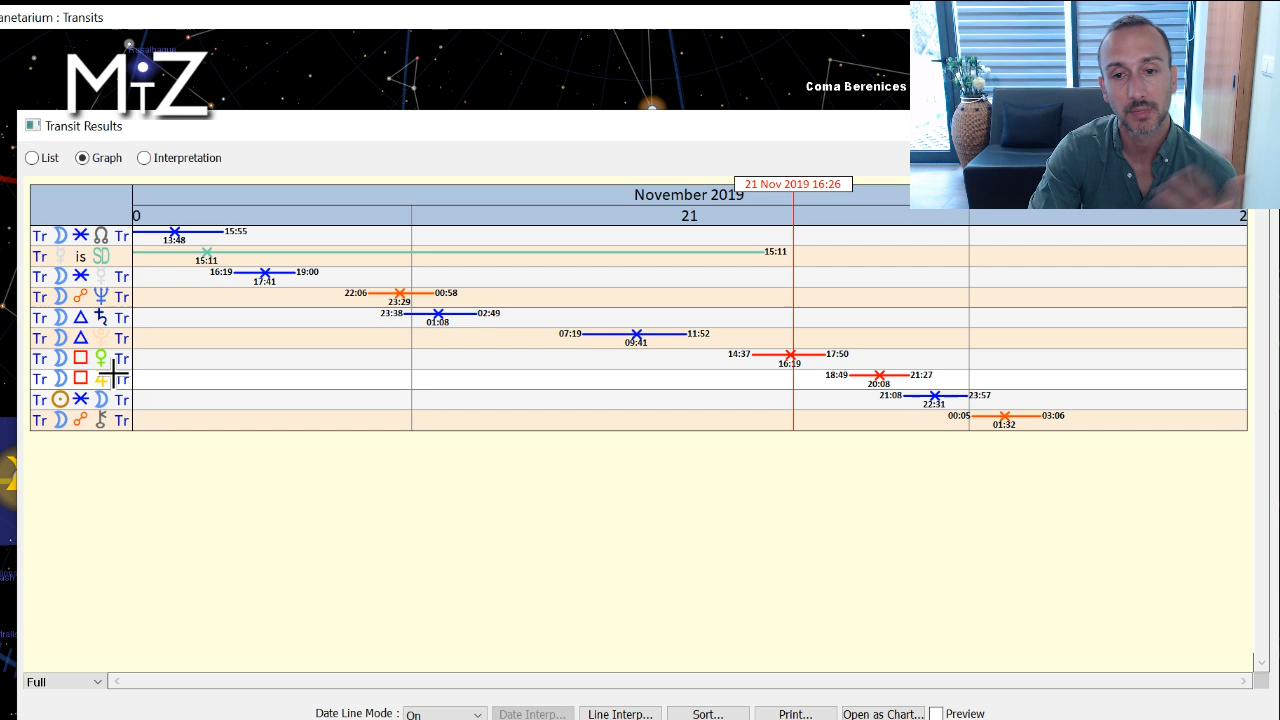 anetarium : Transits
Rasalhague
MTZ
Coma Berenices
Transit Results
List Graph Interpretation
21 Nov 2019 16:26
November 2019
0 21 2
Tr Tr 13:48 15:55
Tr is SD 15:11 15:11
Tr Tr 16:19 17:41 19:00
Tr Tr 22:06 23:29 00:58
Tr Tr 23:38 01:08 02:49
Tr Tr 07:19 09:41 11:52
Tr Tr 14:37 16:19 17:50
Tr Tr 18:49 20:08 21:27
Tr Tr 21:08 22:31 23:57
Tr Tr 00:05 01:32 03:06
Full
Date Line Mode : On Date Interp... Line Interp... Sort... Print... Open as Chart... Preview